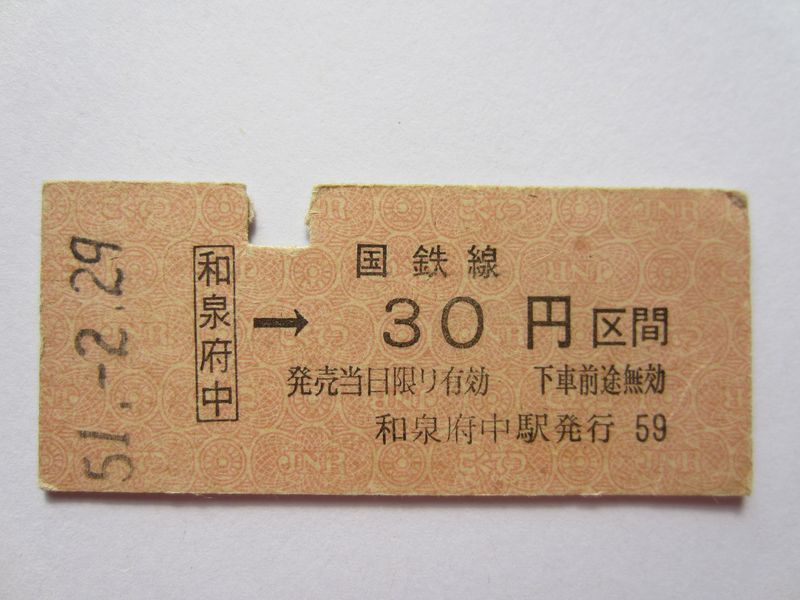 51.-2.29
和泉府中
→
国鉄線
30円区間
発売当日限り有効 下車前途無効
和泉府中駅発行 59
JNR